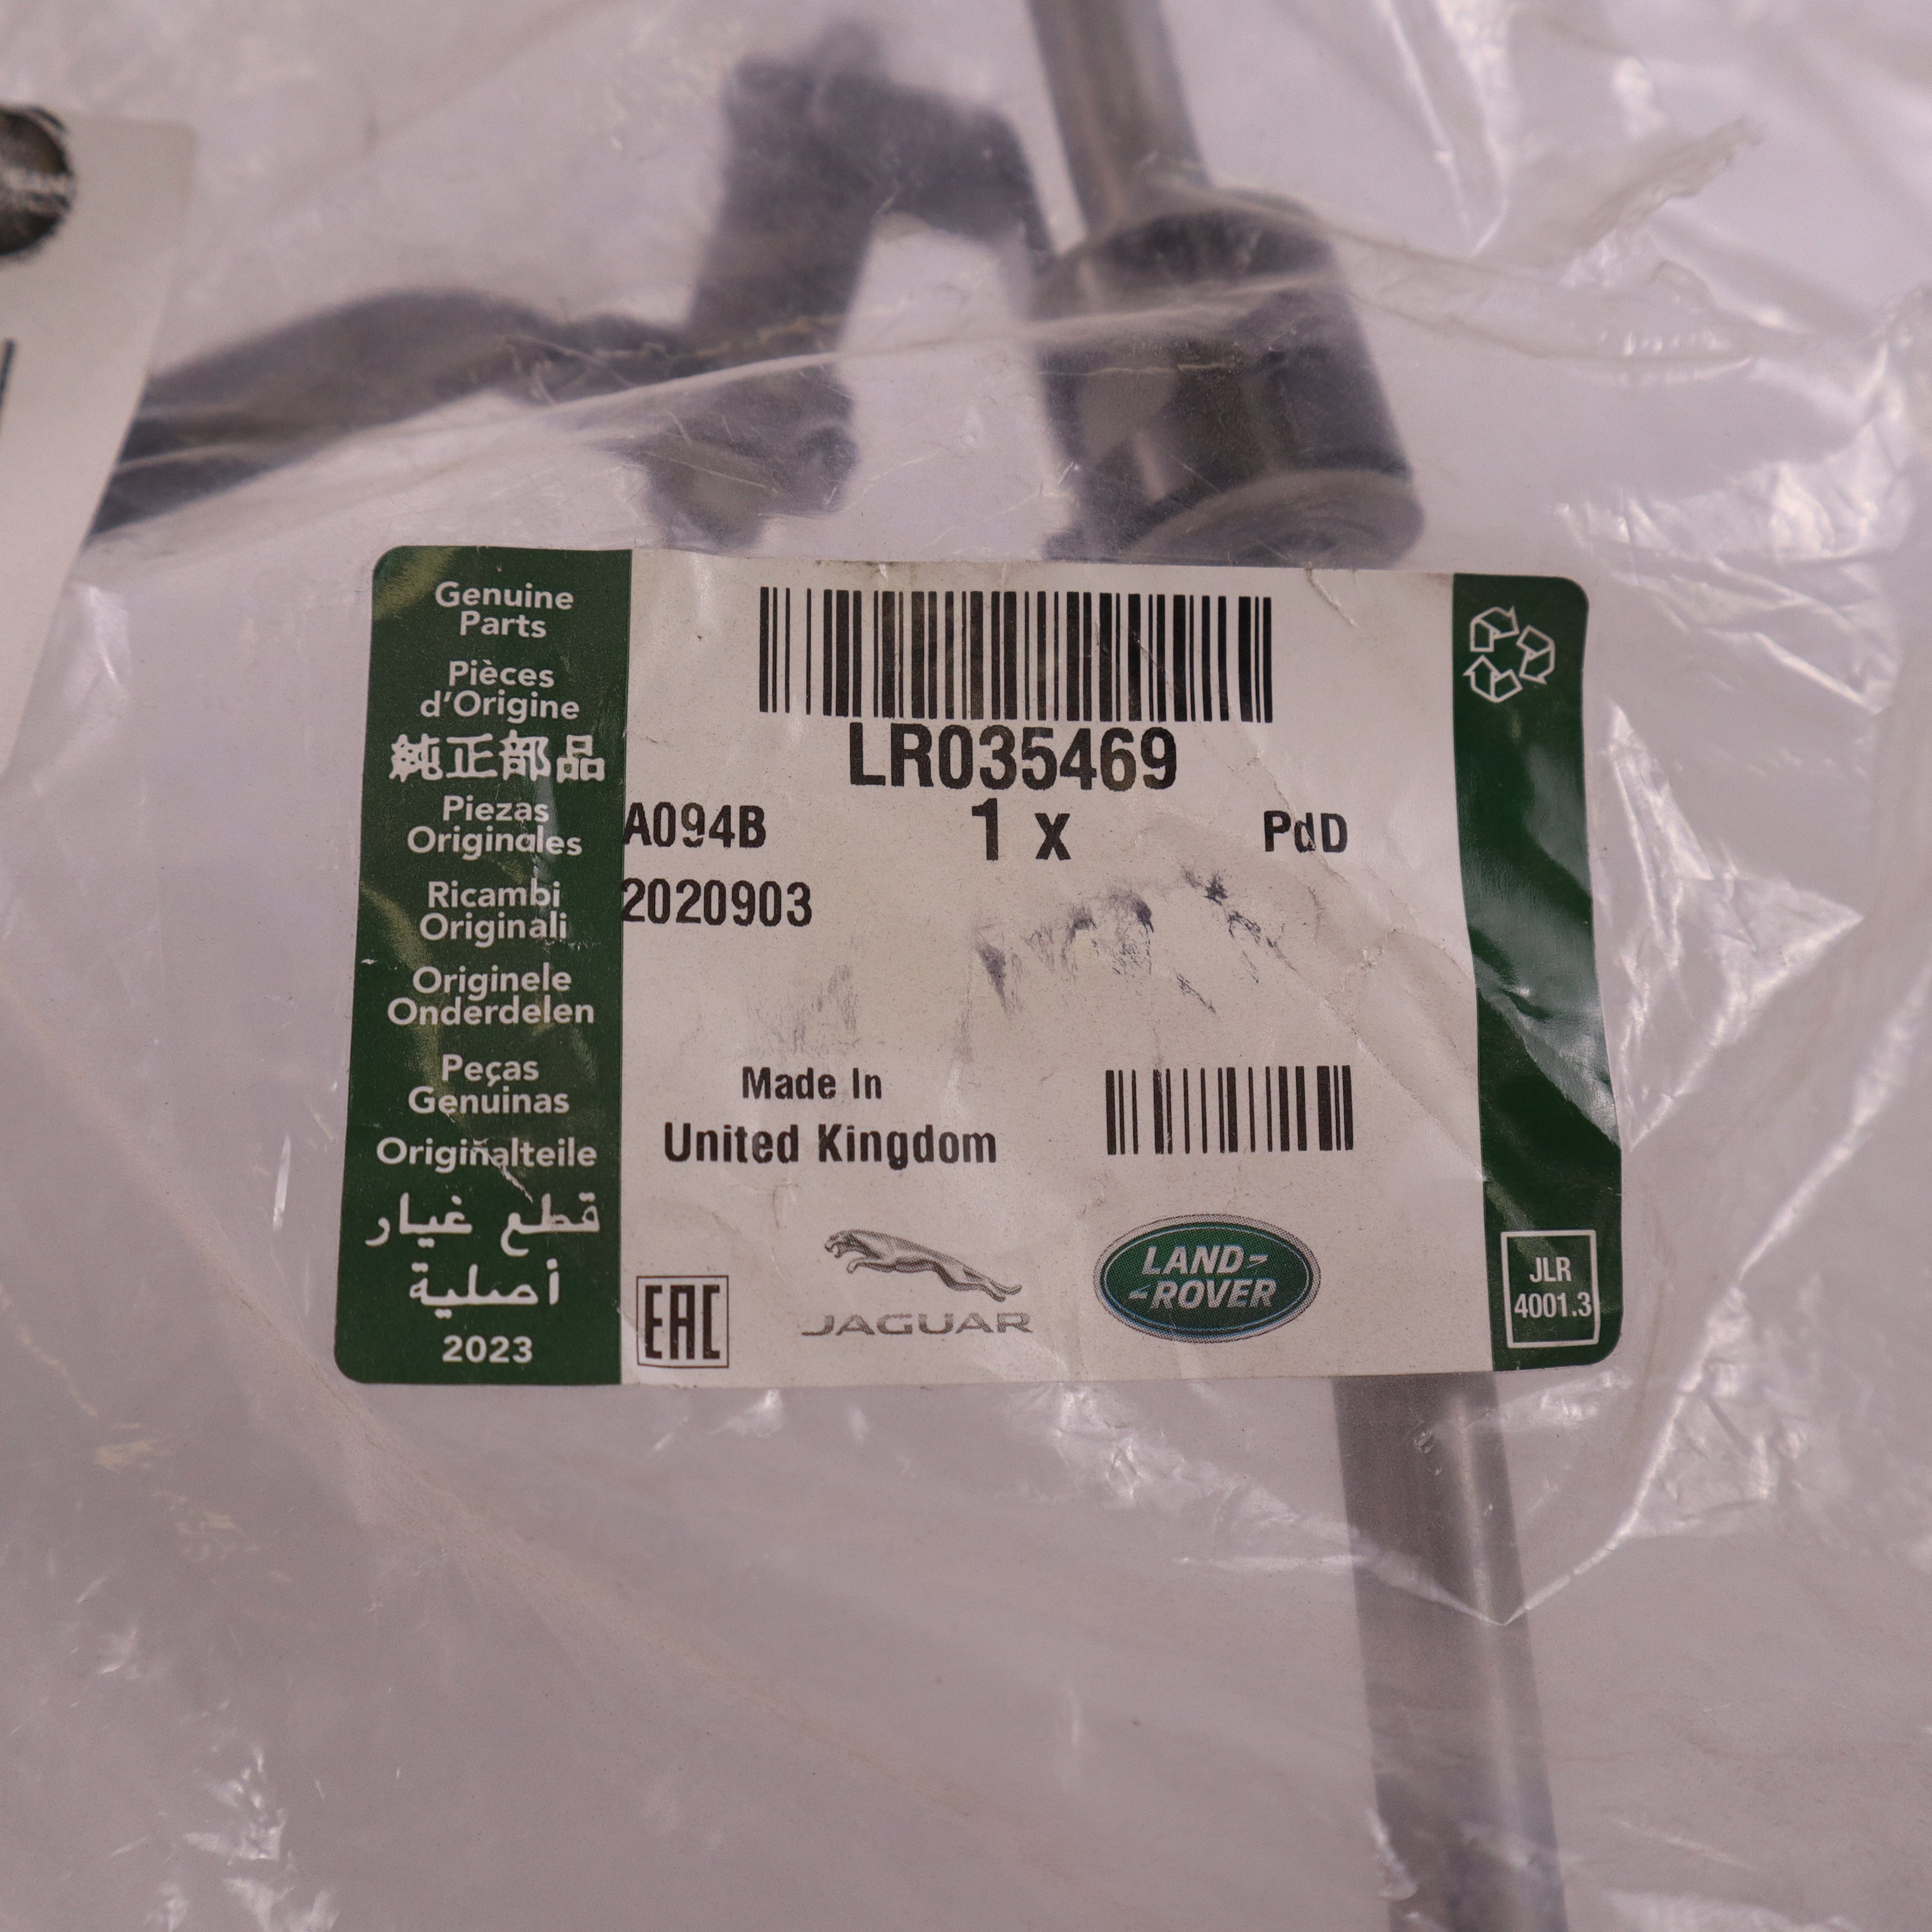 Genuine
Parts
Pièces
d'Origine
純正部品
Piezas
Originales
Ricambi
Originali
Originele
Onderdelen
Peças
Genuinas
Originalteile
قطع غيار
أصلية
2023
LR035469
A094B 1 x PdD
2020903
Made In
United Kingdom
EAC
JAGUAR
LAND-
-ROVER
JLR
4001.3